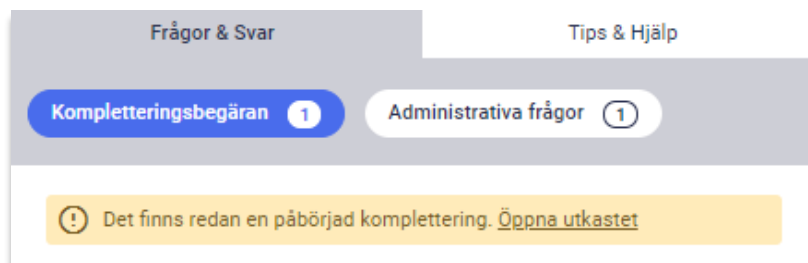 Frågor & Svar
Tips & Hjälp
Kompletteringsbegäran 1
Administrativa frågor 1
Det finns redan en påbörjad komplettering. Öppna utkastet